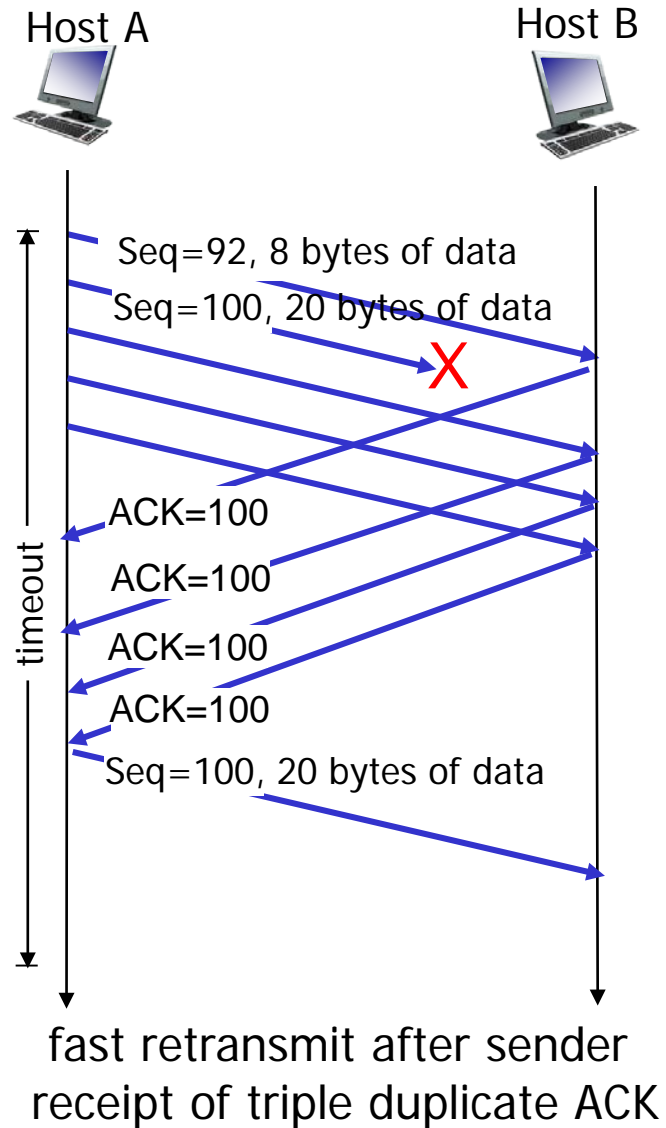 Host A
Host B
Seq=92, 8 bytes of data
Seq=100, 20 bytes of data
X
timeout
ACK=100
ACK=100
ACK=100
ACK=100
Seq=100, 20 bytes of data
fast retransmit after sender
receipt of triple duplicate ACK